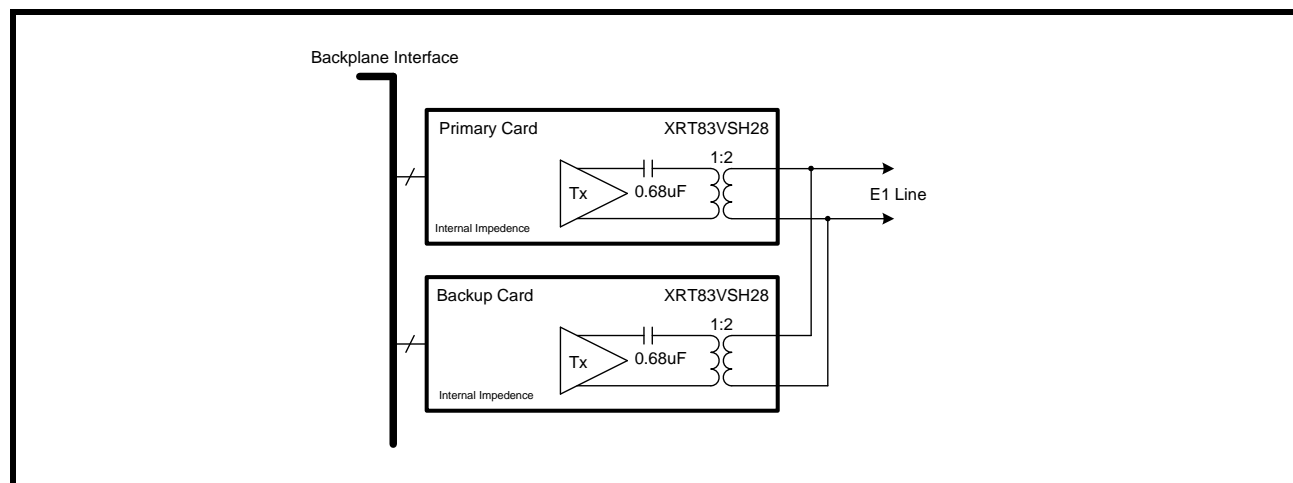 Backplane Interface
Primary Card XRT83VSH28
1:2
Tx 0.68uF
Internal Impedence
E1 Line
Backup Card XRT83VSH28
1:2
Tx 0.68uF
Internal Impedence